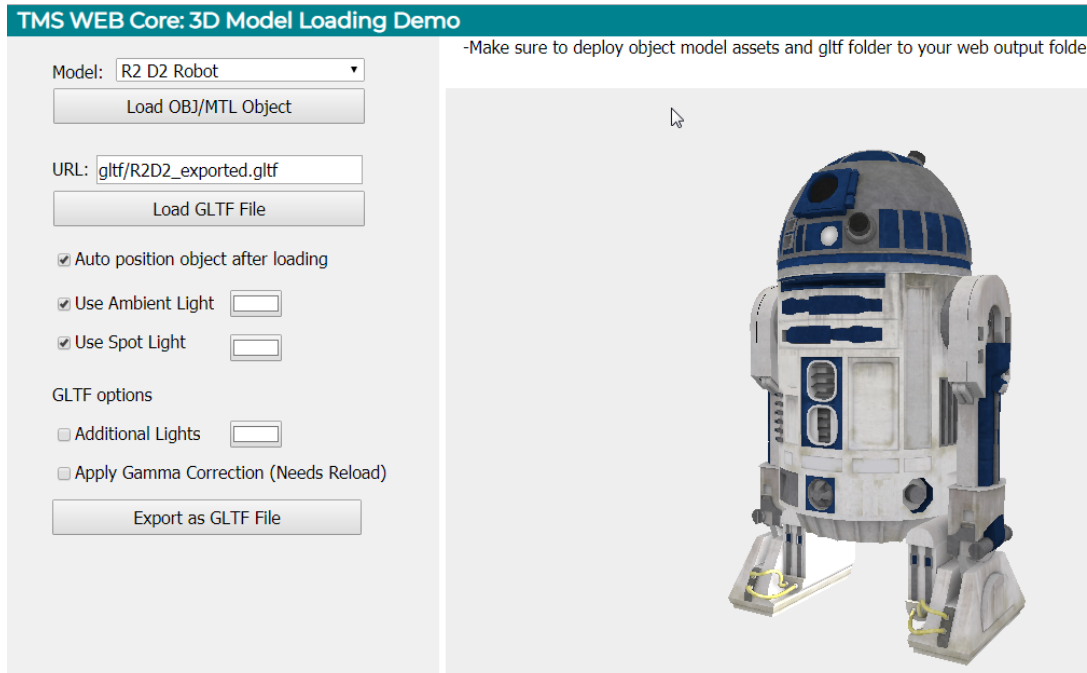 TMS WEB Core: 3D Model Loading Demo
-Make sure to deploy object model assets and gltf folder to your web output folde
Model: R2 D2 Robot
Load OBJ/MTL Object
URL: gltf/R2D2_exported.gltf
Load GLTF File
Auto position object after loading
Use Ambient Light
Use Spot Light
GLTF options
Additional Lights
Apply Gamma Correction (Needs Reload)
Export as GLTF File